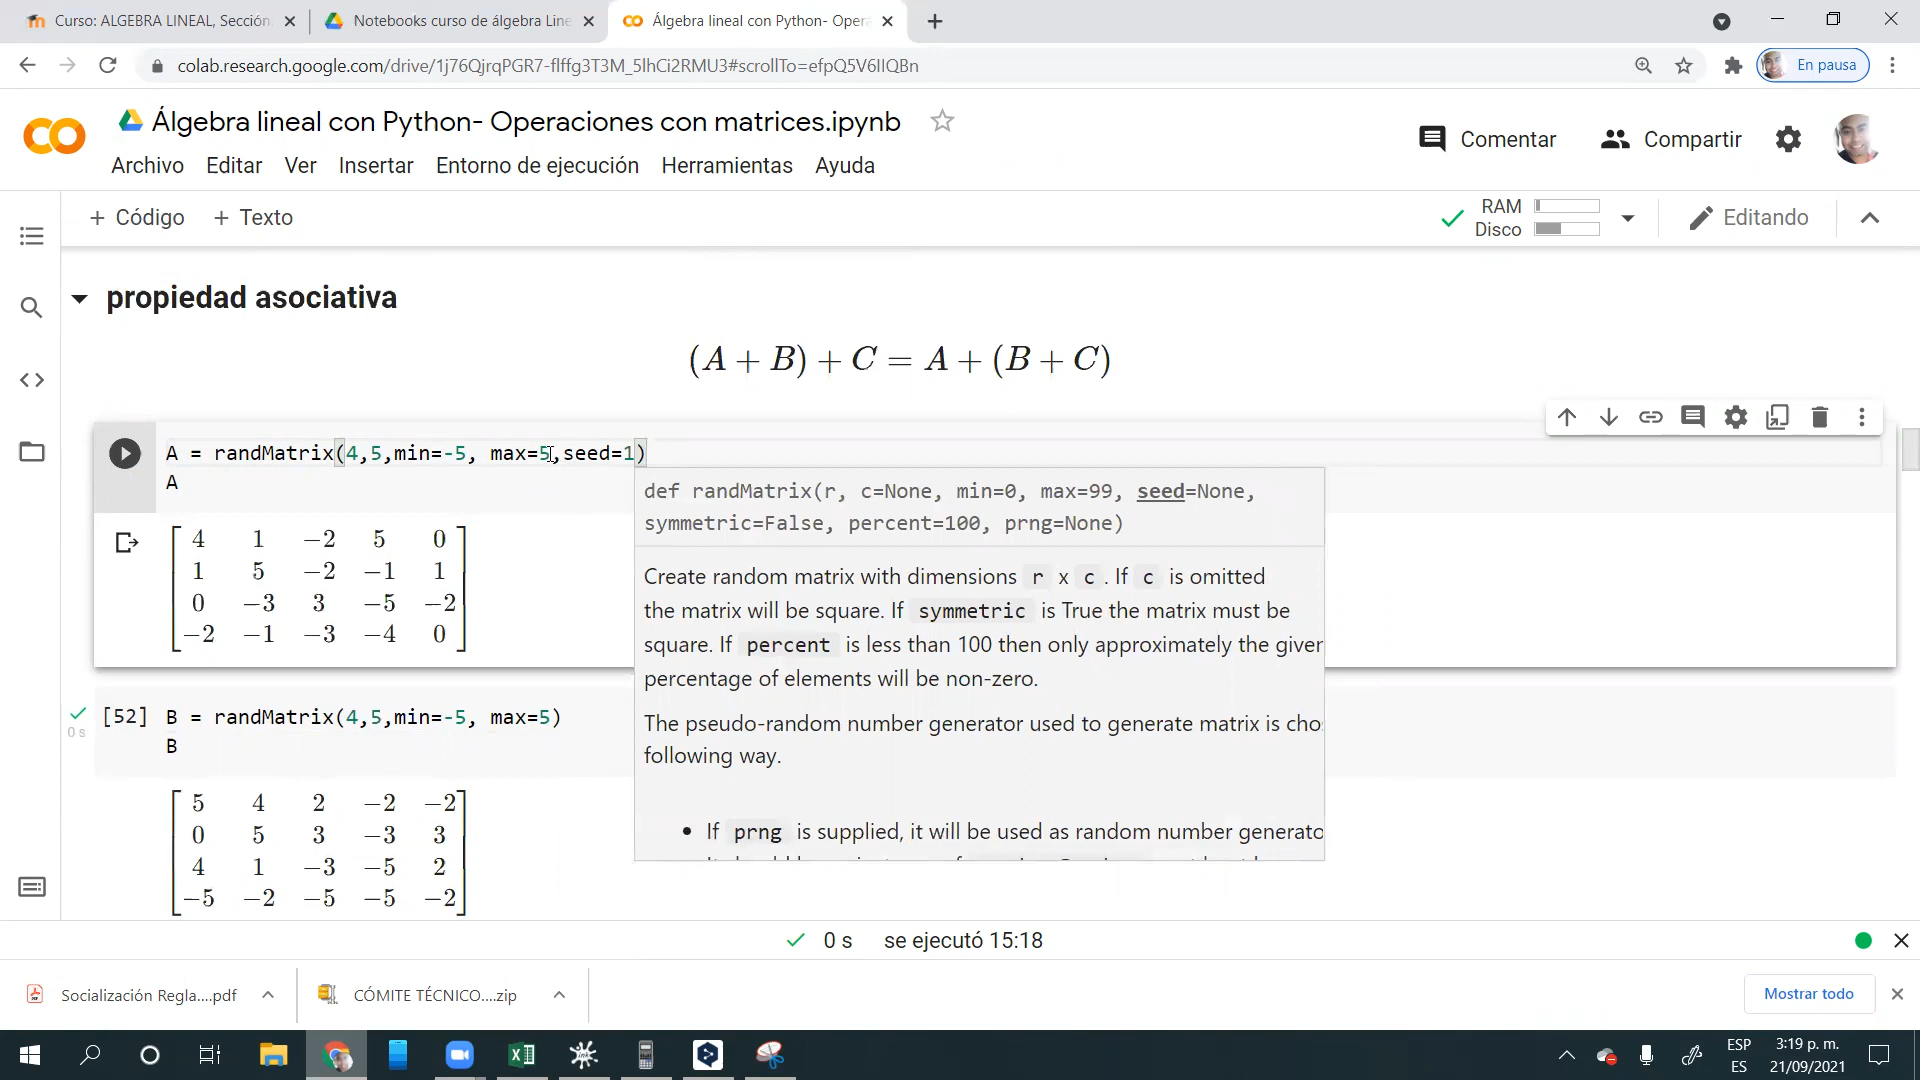 Curso: ALGEBRA LINEAL, Sección
Notebooks curso de álgebra Line
Álgebra lineal con Python- Opera
colab.research.google.com/drive/1j76QjrqPGR7-flffg3T3M_5lhCi2RMU3#scrollTo=efpQ5V6IIQBn
En pausa
Álgebra lineal con Python- Operaciones con matrices.ipynb
Comentar
Compartir
Archivo Editar Ver Insertar Entorno de ejecución Herramientas Ayuda
+ Código + Texto
RAM
Disco
Editando
propiedad asociativa
(A + B) + C = A + (B + C)
A = randMatrix(4,5,min=-5, max=5,seed=1)
A
def randMatrix(r, c=None, min=0, max=99, seed=None,
symmetric=False, percent=100, prng=None)
Create random matrix with dimensions r x c. If c is omitted
the matrix will be square. If symmetric is True the matrix must be
square. If percent is less than 100 then only approximately the given
percentage of elements will be non-zero.
The pseudo-random number generator used to generate matrix is cho
following way.
• If prng is supplied, it will be used as random number generato
4 1 −2 5 0
1 5 −2 −1 1
0 −3 3 −5 −2
−2 −1 −3 −4 0
[52] B = randMatrix(4,5,min=-5, max=5)
0 s
B
5 4 2 −2 −2
0 5 3 −3 3
4 1 −3 −5 2
−5 −2 −5 −5 −2
0 s se ejecutó 15:18
Socialización Regla....pdf
CÓMITE TÉCNICO....zip
Mostrar todo
ESP
ES
3:19 p. m.
21/09/2021